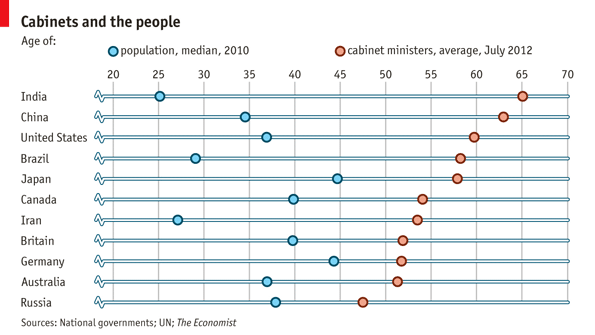 Cabinets and the people
Age of:
population, median, 2010 cabinet ministers, average, July 2012
20 25 30 35 40 45 50 55 60 65 70
India
China
United States
Brazil
Japan
Canada
Iran
Britain
Germany
Australia
Russia
Sources: National governments; UN; The Economist